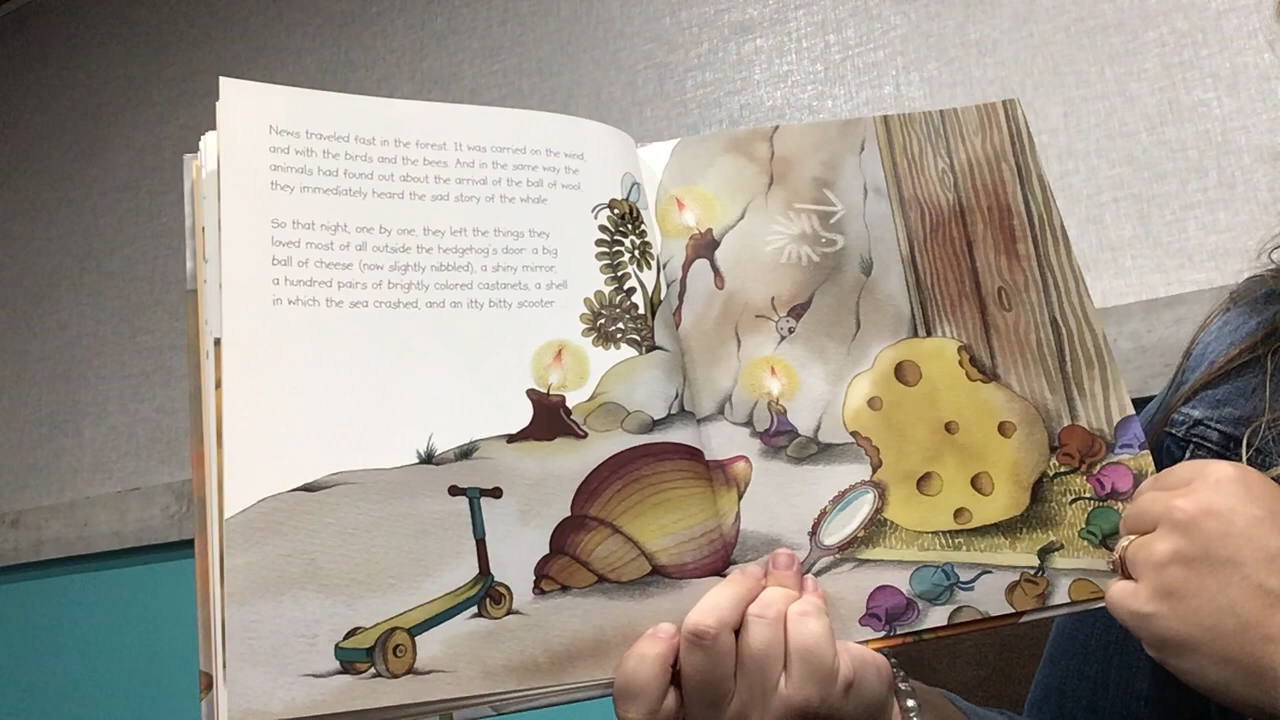 News traveled fast in the forest. It was carried on the wind,
and with the birds and the bees. And in the same way the
animals had found out about the arrival of the ball of wool,
they immediately heard the sad story of the whale.
So that night, one by one, they left the things they
loved most of all outside the hedgehog's door: a big
ball of cheese (now slightly nibbled), a shiny mirror,
a hundred pairs of brightly colored castanets, a shell
in which the sea crashed, and an itty bitty scooter.